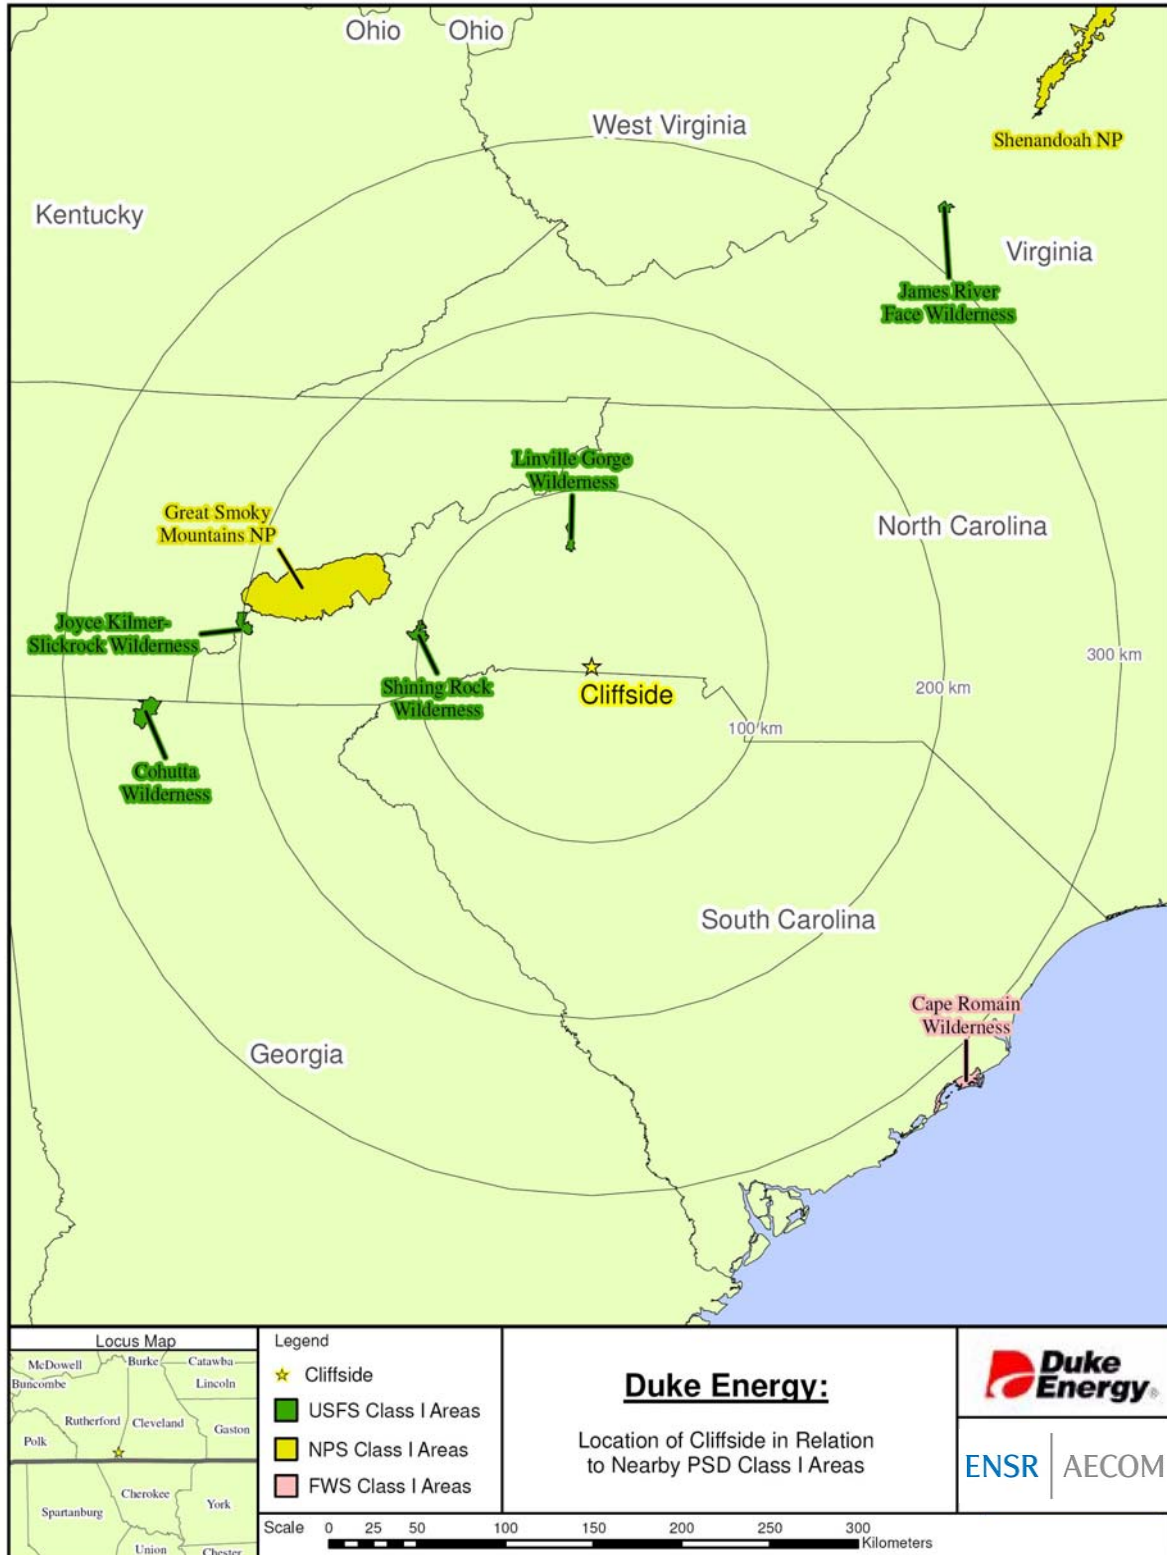 Ohio
Ohio
West Virginia
Shenandoah NP
Kentucky
Virginia
James River
Face Wilderness
Linville Gorge
Wilderness
Great Smoky
Mountains NP
North Carolina
Joyce Kilmer-
Slickrock Wilderness
300 km
200 km
Shining Rock
Wilderness
Cliffside
100 km
Cohutta
Wilderness
South Carolina
Cape Romain
Wilderness
Georgia
Locus Map
McDowell
Burke
Catawba
Buncombe
Lincoln
Rutherford
Cleveland
Gaston
Polk
Cherokee
York
Spartanburg
Union
Chester
Legend
Cliffside
USFS Class I Areas
NPS Class I Areas
FWS Class I Areas
Duke Energy:
Location of Cliffside in Relation
to Nearby PSD Class I Areas
Duke
Energy®
ENSR | AECOM
Scale 0 25 50 100 150 200 250 300
Kilometers